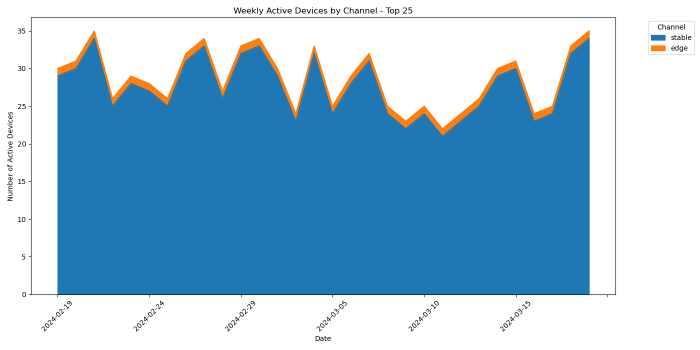 Weekly Active Devices by Channel - Top 25
Channel
stable
edge
Number of Active Devices
35
30
25
20
15
10
5
0
2024-02-19
2024-02-24
2024-02-29
2024-03-05
2024-03-10
2024-03-15
Date